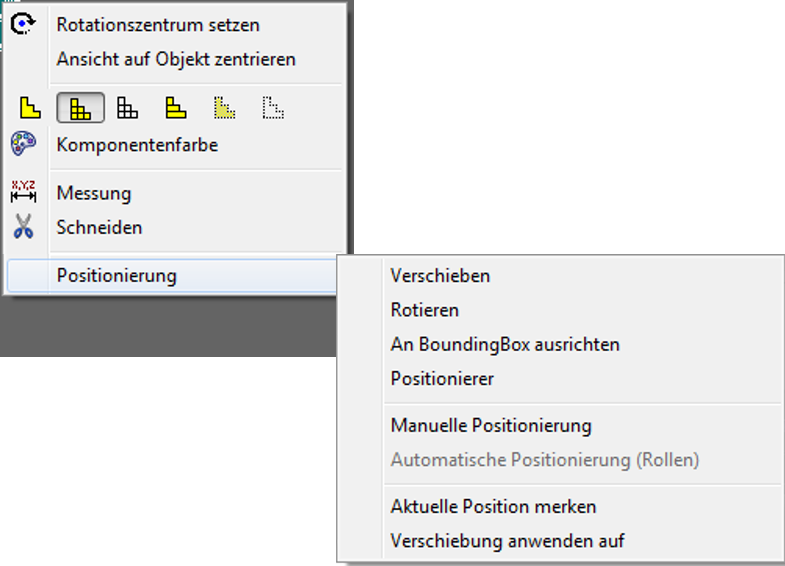 Rotationszentrum setzen
Ansicht auf Objekt zentrieren
Komponentenfarbe
X,Y,Z
Messung
Schneiden
Positionierung
Verschieben
Rotieren
An BoundingBox ausrichten
Positionierer
Manuelle Positionierung
Automatische Positionierung (Rollen)
Aktuelle Position merken
Verschiebung anwenden auf